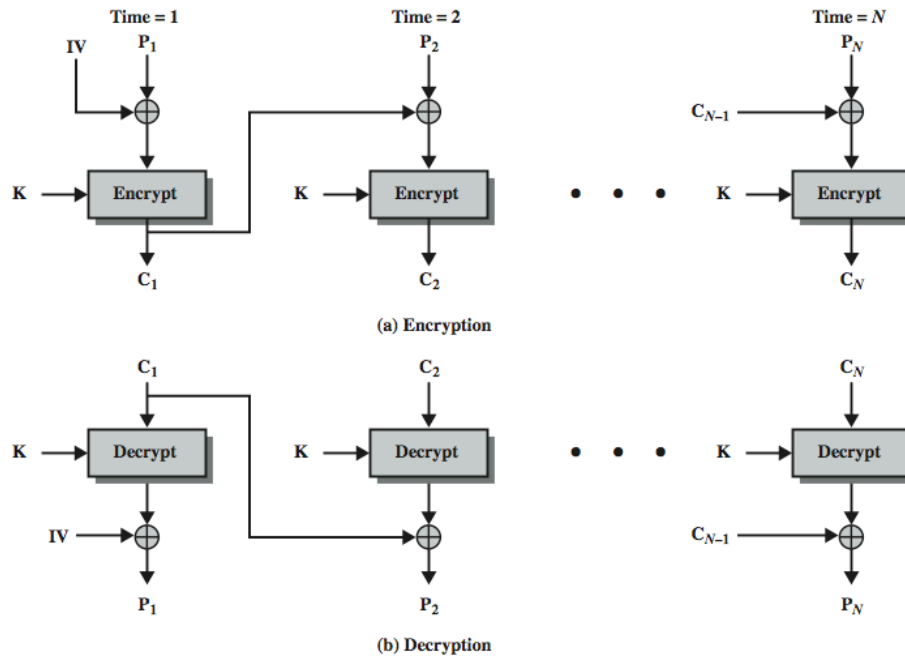 Time = 1 Time = 2 Time = N
IV P1 P2 PN
CN–1
K Encrypt K Encrypt • • • K Encrypt
C1 C2 CN
(a) Encryption
C1 C2 CN
K Decrypt K Decrypt • • • K Decrypt
IV CN–1
P1 P2 PN
(b) Decryption